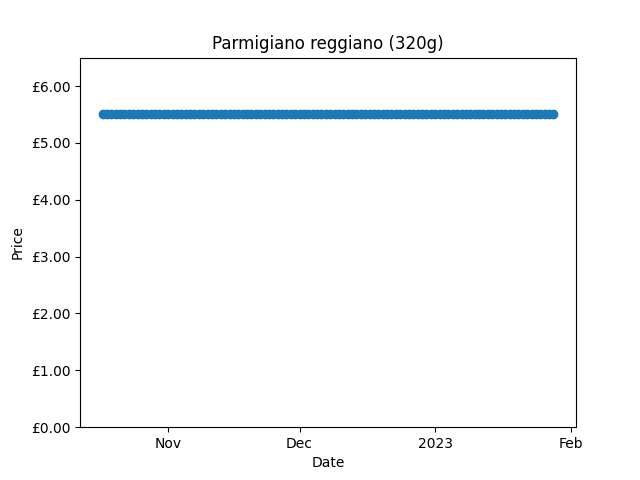 Parmigiano reggiano (320g)
£6.00
£5.00
£4.00
£3.00
£2.00
£1.00
£0.00
Price
Nov Dec 2023 Feb
Date